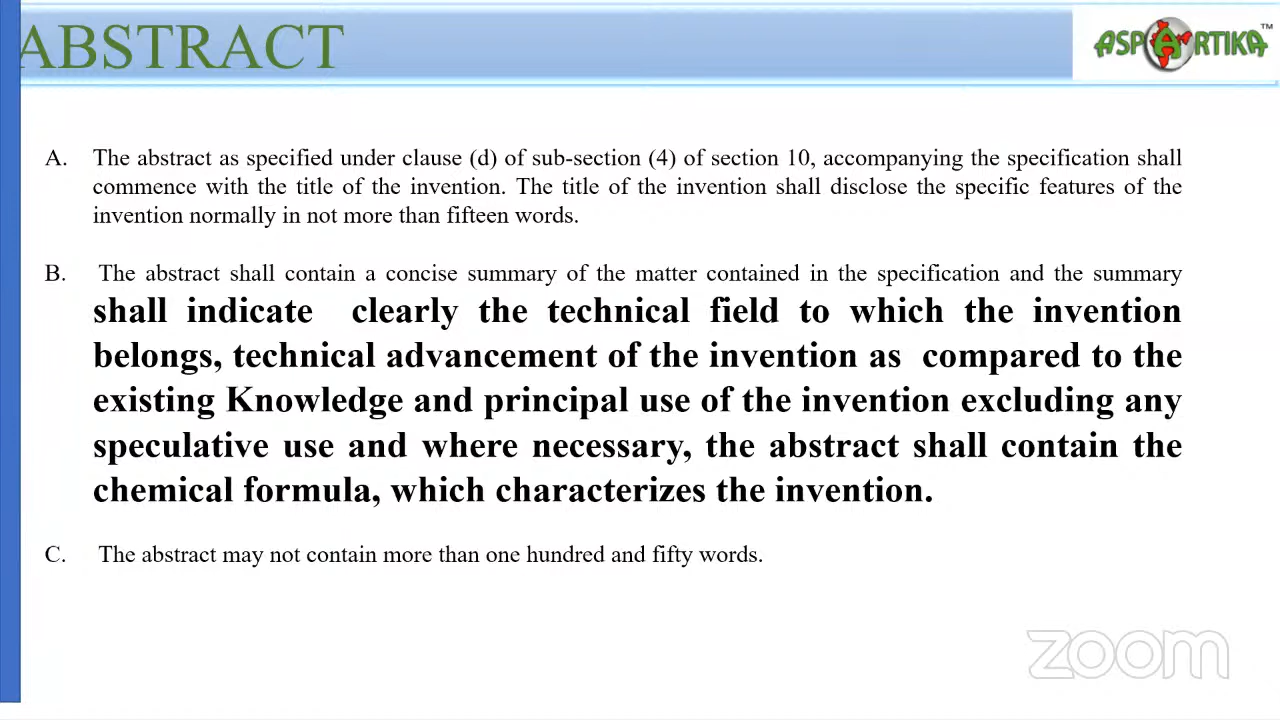 ABSTRACT
ASPARTIKA™
A. The abstract as specified under clause (d) of sub-section (4) of section 10, accompanying the specification shall
commence with the title of the invention. The title of the invention shall disclose the specific features of the
invention normally in not more than fifteen words.
B. The abstract shall contain a concise summary of the matter contained in the specification and the summary
shall indicate clearly the technical field to which the invention
belongs, technical advancement of the invention as compared to the
existing Knowledge and principal use of the invention excluding any
speculative use and where necessary, the abstract shall contain the
chemical formula, which characterizes the invention.
C. The abstract may not contain more than one hundred and fifty words.
zoom